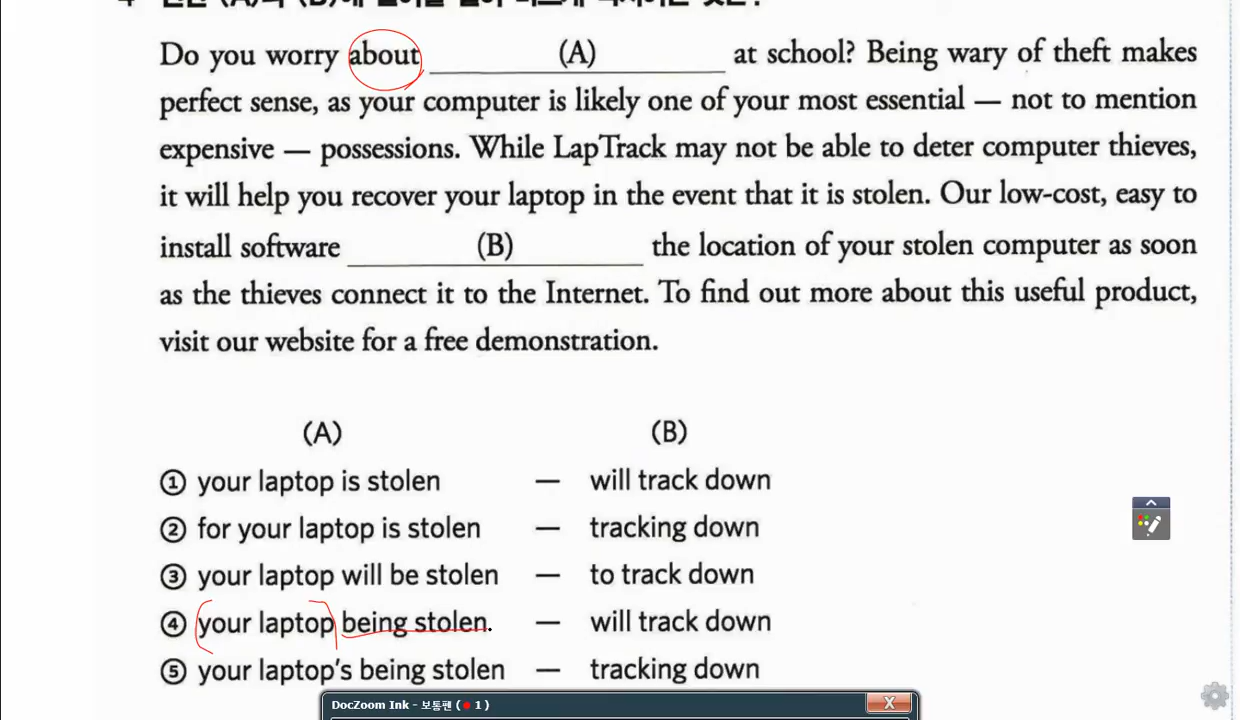 Do you worry about (A) at school? Being wary of theft makes
perfect sense, as your computer is likely one of your most essential — not to mention
expensive — possessions. While LapTrack may not be able to deter computer thieves,
it will help you recover your laptop in the event that it is stolen. Our low-cost, easy to
install software (B) the location of your stolen computer as soon
as the thieves connect it to the Internet. To find out more about this useful product,
visit our website for a free demonstration.
(A) (B)
① your laptop is stolen — will track down
② for your laptop is stolen — tracking down
③ your laptop will be stolen — to track down
④ your laptop being stolen — will track down
⑤ your laptop's being stolen — tracking down
DocZoom Ink - 보통펜 ( 1 )
X